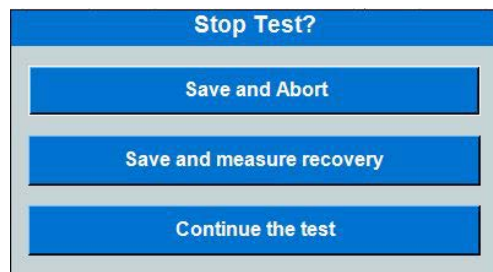 Stop Test?
Save and Abort
Save and measure recovery
Continue the test